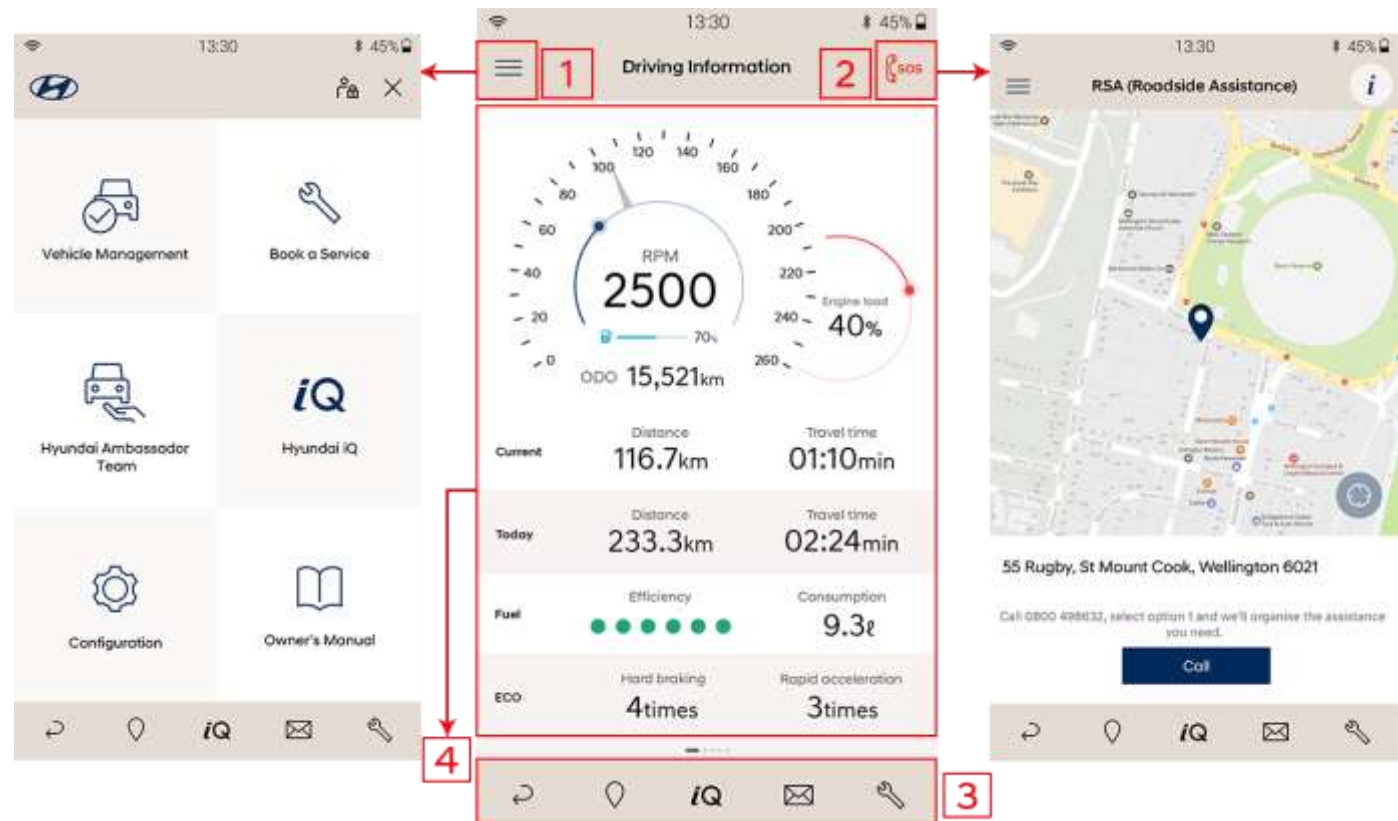 13:30
45%
Vehicle Management
Book a Service
Hyundai Ambassador
Team
iQ
Hyundai iQ
Configuration
Owner's Manual
iQ
13:30
45%
1
Driving Information
2
SOS
0
20
40
60
80
100
120
140
160
180
200
220
240
260
RPM
2500
70%
ODO 15,521km
Engine load
40%
Current
Distance
116.7km
Travel time
01:10min
Today
Distance
233.3km
Travel time
02:24min
Fuel
Efficiency
Consumption
9.3ℓ
ECO
Hard braking
4times
Rapid acceleration
3times
4
iQ
3
13:30
45%
RSA (Roadside Assistance)
i
55 Rugby, St Mount Cook, Wellington 6021
Call 0800 498632, select option 1 and we'll organise the assistance
you need.
Call
iQ